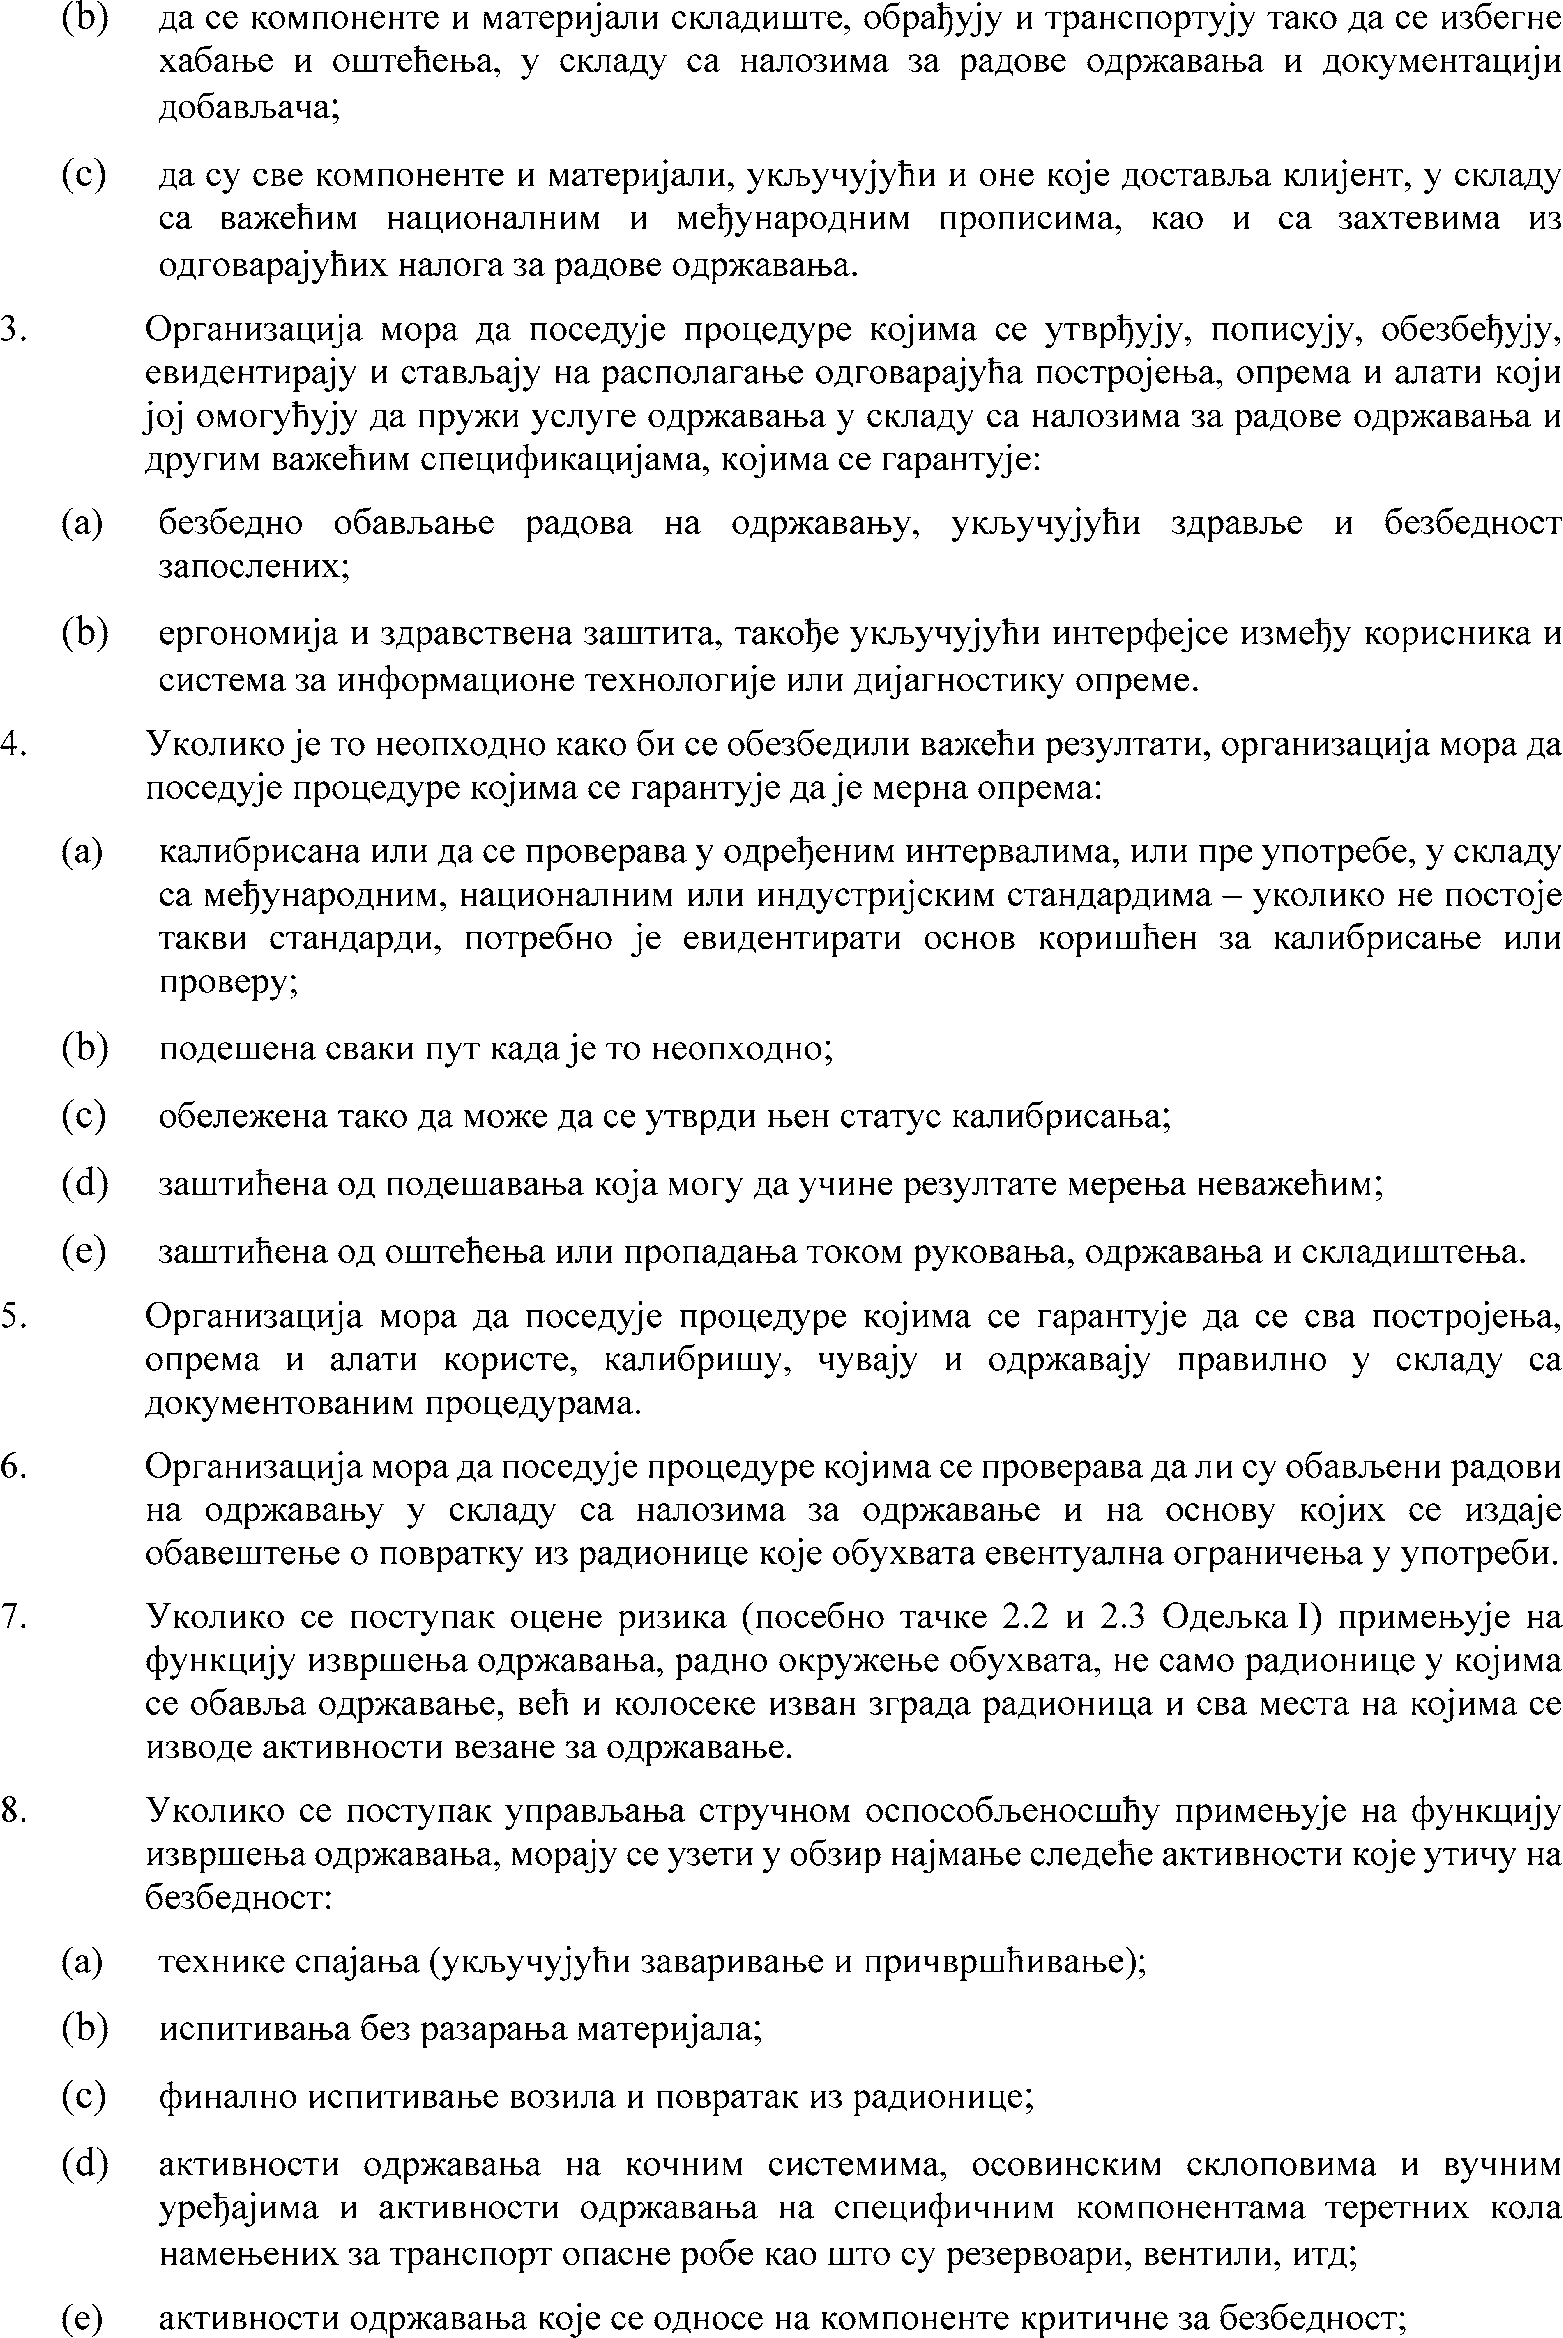 (b) да се компоненте и материјали складиште, обрађују и транспортују тако да се избегне
хабање и оштећења, у складу са налозима за радове одржавања и документацији
добављача;
(c) да су све компоненте и материјали, укључујући и оне које доставља клијент, у складу
са важећим националним и међународним прописима, као и са захтевима из
одговарајућих налога за радове одржавања.
3. Организација мора да поседује процедуре којима се утврђују, пописују, обезбеђују,
евидентирају и стављају на располагање одговарајућа постројења, опрема и алати који
јој омогућују да пружи услуге одржавања у складу са налозима за радове одржавања и
другим важећим спецификацијама, којима се гарантује:
(a) безбедно обављање радова на одржавању, укључујући здравље и безбедност
запослених;
(b) ергономија и здравствена заштита, такође укључујући интерфејсе између корисника и
система за информационе технологије или дијагностику опреме.
4. Уколико је то неопходно како би се обезбедили важећи резултати, организација мора да
поседује процедуре којима се гарантује да је мерна опрема:
(a) калибрисана или да се проверава у одређеним интервалима, или пре употребе, у складу
са међународним, националним или индустријским стандардима – уколико не постоје
такви стандарди, потребно је евидентирати основ коришћен за калибрисање или
проверу;
(b) подешена сваки пут када је то неопходно;
(c) обележена тако да може да се утврди њен статус калибрисања;
(d) заштићена од подешавања која могу да учине резултате мерења неважећим;
(e) заштићена од оштећења или пропадања током руковања, одржавања и складиштења.
5. Организација мора да поседује процедуре којима се гарантује да се сва постројења,
опрема и алати користе, калибришу, чувају и одржавају правилно у складу са
документованим процедурама.
6. Организација мора да поседује процедуре којима се проверава да ли су обављени радови
на одржавању у складу са налозима за одржавање и на основу којих се издаје
обавештење о повратку из радионице које обухвата евентуална ограничења у употреби.
7. Уколико се поступак оцене ризика (посебно тачке 2.2 и 2.3 Одељка I) примењује на
функцију извршења одржавања, радно окружење обухвата, не само радионице у којима
се обавља одржавање, већ и колосеке изван зграда радионица и сва места на којима се
изводе активности везане за одржавање.
8. Уколико се поступак управљања стручном оспособљеносшћу примењује на функцију
извршења одржавања, морају се узети у обзир најмање следеће активности које утичу на
безбедност:
(a) технике спајања (укључујући заваривање и причвршћивање);
(b) испитивања без разарања материјала;
(c) финално испитивање возила и повратак из радионице;
(d) активности одржавања на кочним системима, осовинским склоповима и вучним
уређајима и активности одржавања на специфичним компонентама теретних кола
намењених за транспорт опасне робе као што су резервоари, вентили, итд;
(e) активности одржавања које се односе на компоненте критичне за безбедност;